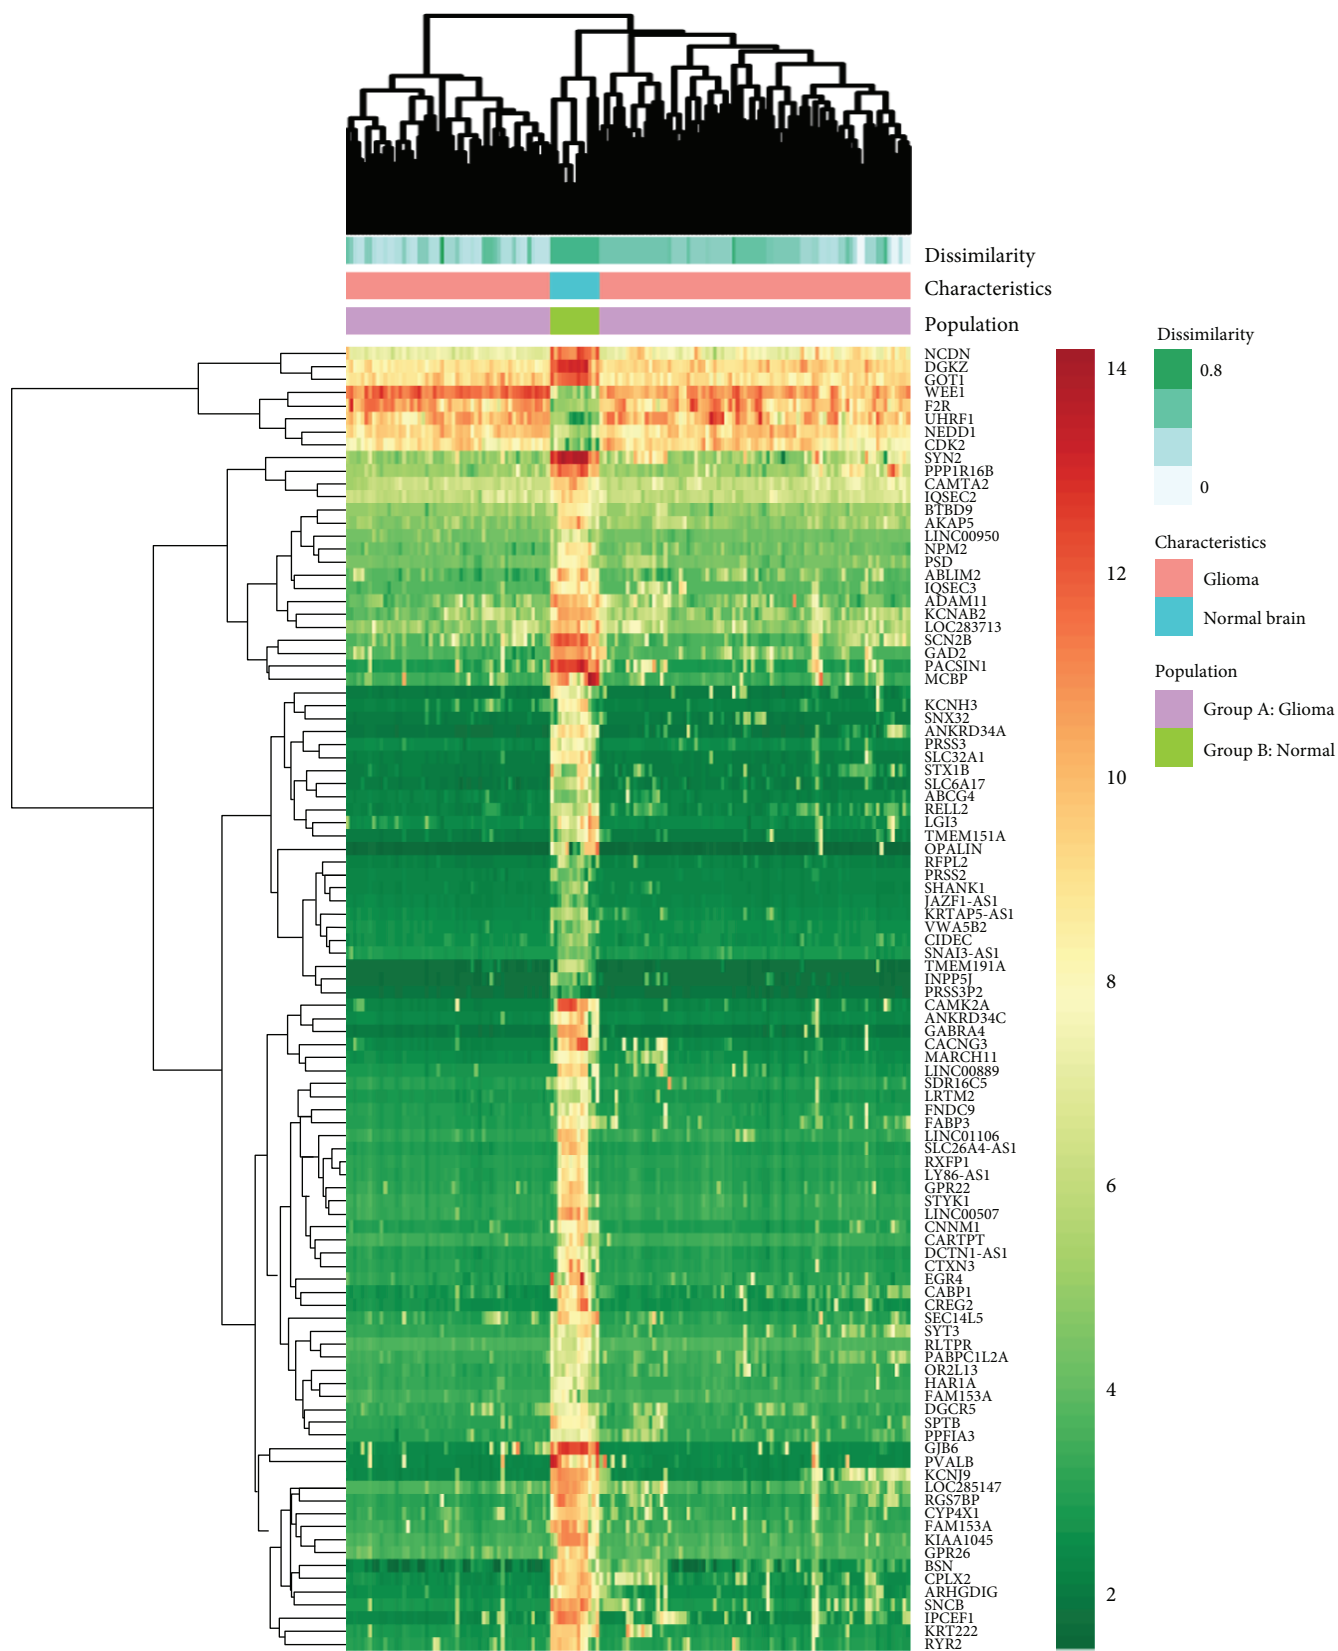 Dissimilarity
Characteristics
Population
NCDN
DGKZ
GOT1
WEE1
F2R
UHRF1
NEDD1
CDK2
SYN2
PPP1R16B
CAMTA2
IQSEC2
BTBD9
AKAP5
LINC00950
NPM2
PSD
ABLIM2
IQSEC3
ADAM11
KCNAB2
LOC283713
SCN2B
GAD2
PACSIN1
MCBP
KCNH3
SNX32
ANKRD34A
PRSS3
SLC32A1
STX1B
SLC6A17
ABCG4
RELL2
LGI3
TMEM151A
OPALIN
RFPL2
PRSS2
SHANK1
JAZF1-AS1
KRTAP5-AS1
VWA5B2
CIDEC
SNAI3-AS1
TMEM191A
INPP5J
PRSS3P2
CAMK2A
ANKRD34C
GABRA4
CACNG3
MARCH11
LINC00889
SDR16C5
LRTM2
FNDC9
FABP3
LINC01106
SLC26A4-AS1
RXFP1
LY86-AS1
GPR22
STYK1
LINC00507
CNNM1
CARTPT
DCTN1-AS1
CTXN3
EGR4
CABP1
CREG2
SEC14L5
SYT3
RLTPR
PABPC1L2A
OR2L13
HAR1A
FAM153A
DGCR5
SPTB
PPFIA3
GJB6
PVALB
KCNJ9
LOC285147
RGS7BP
CYP4X1
FAM153A
KIAA1045
GPR26
BSN
CPLX2
ARHGDIG
SNCB
IPCEF1
KRT222
RYR2
14
12
10
8
6
4
2
Dissimilarity
0.8
0
Characteristics
Glioma
Normal brain
Population
Group A: Glioma
Group B: Normal